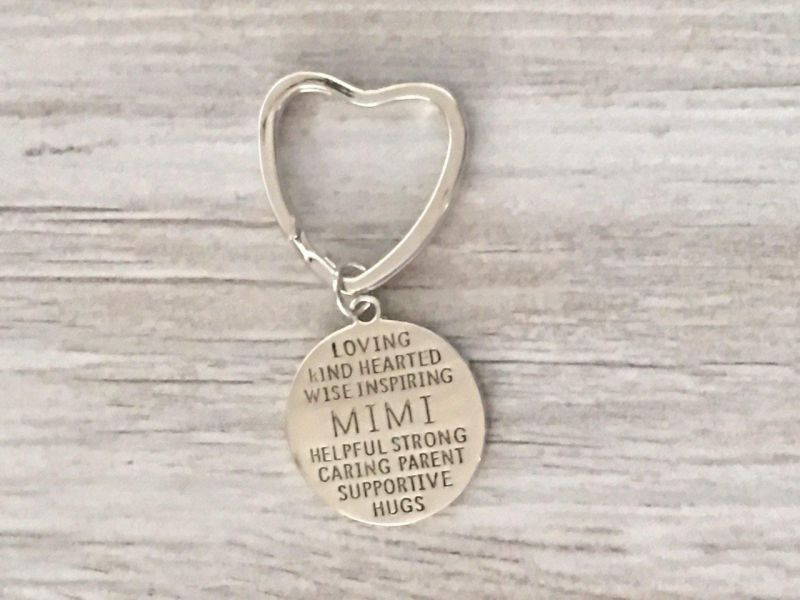 LOVING
KIND HEARTED
WISE INSPIRING
MIMI
HELPFUL STRONG
CARING PARENT
SUPPORTIVE
HUGS